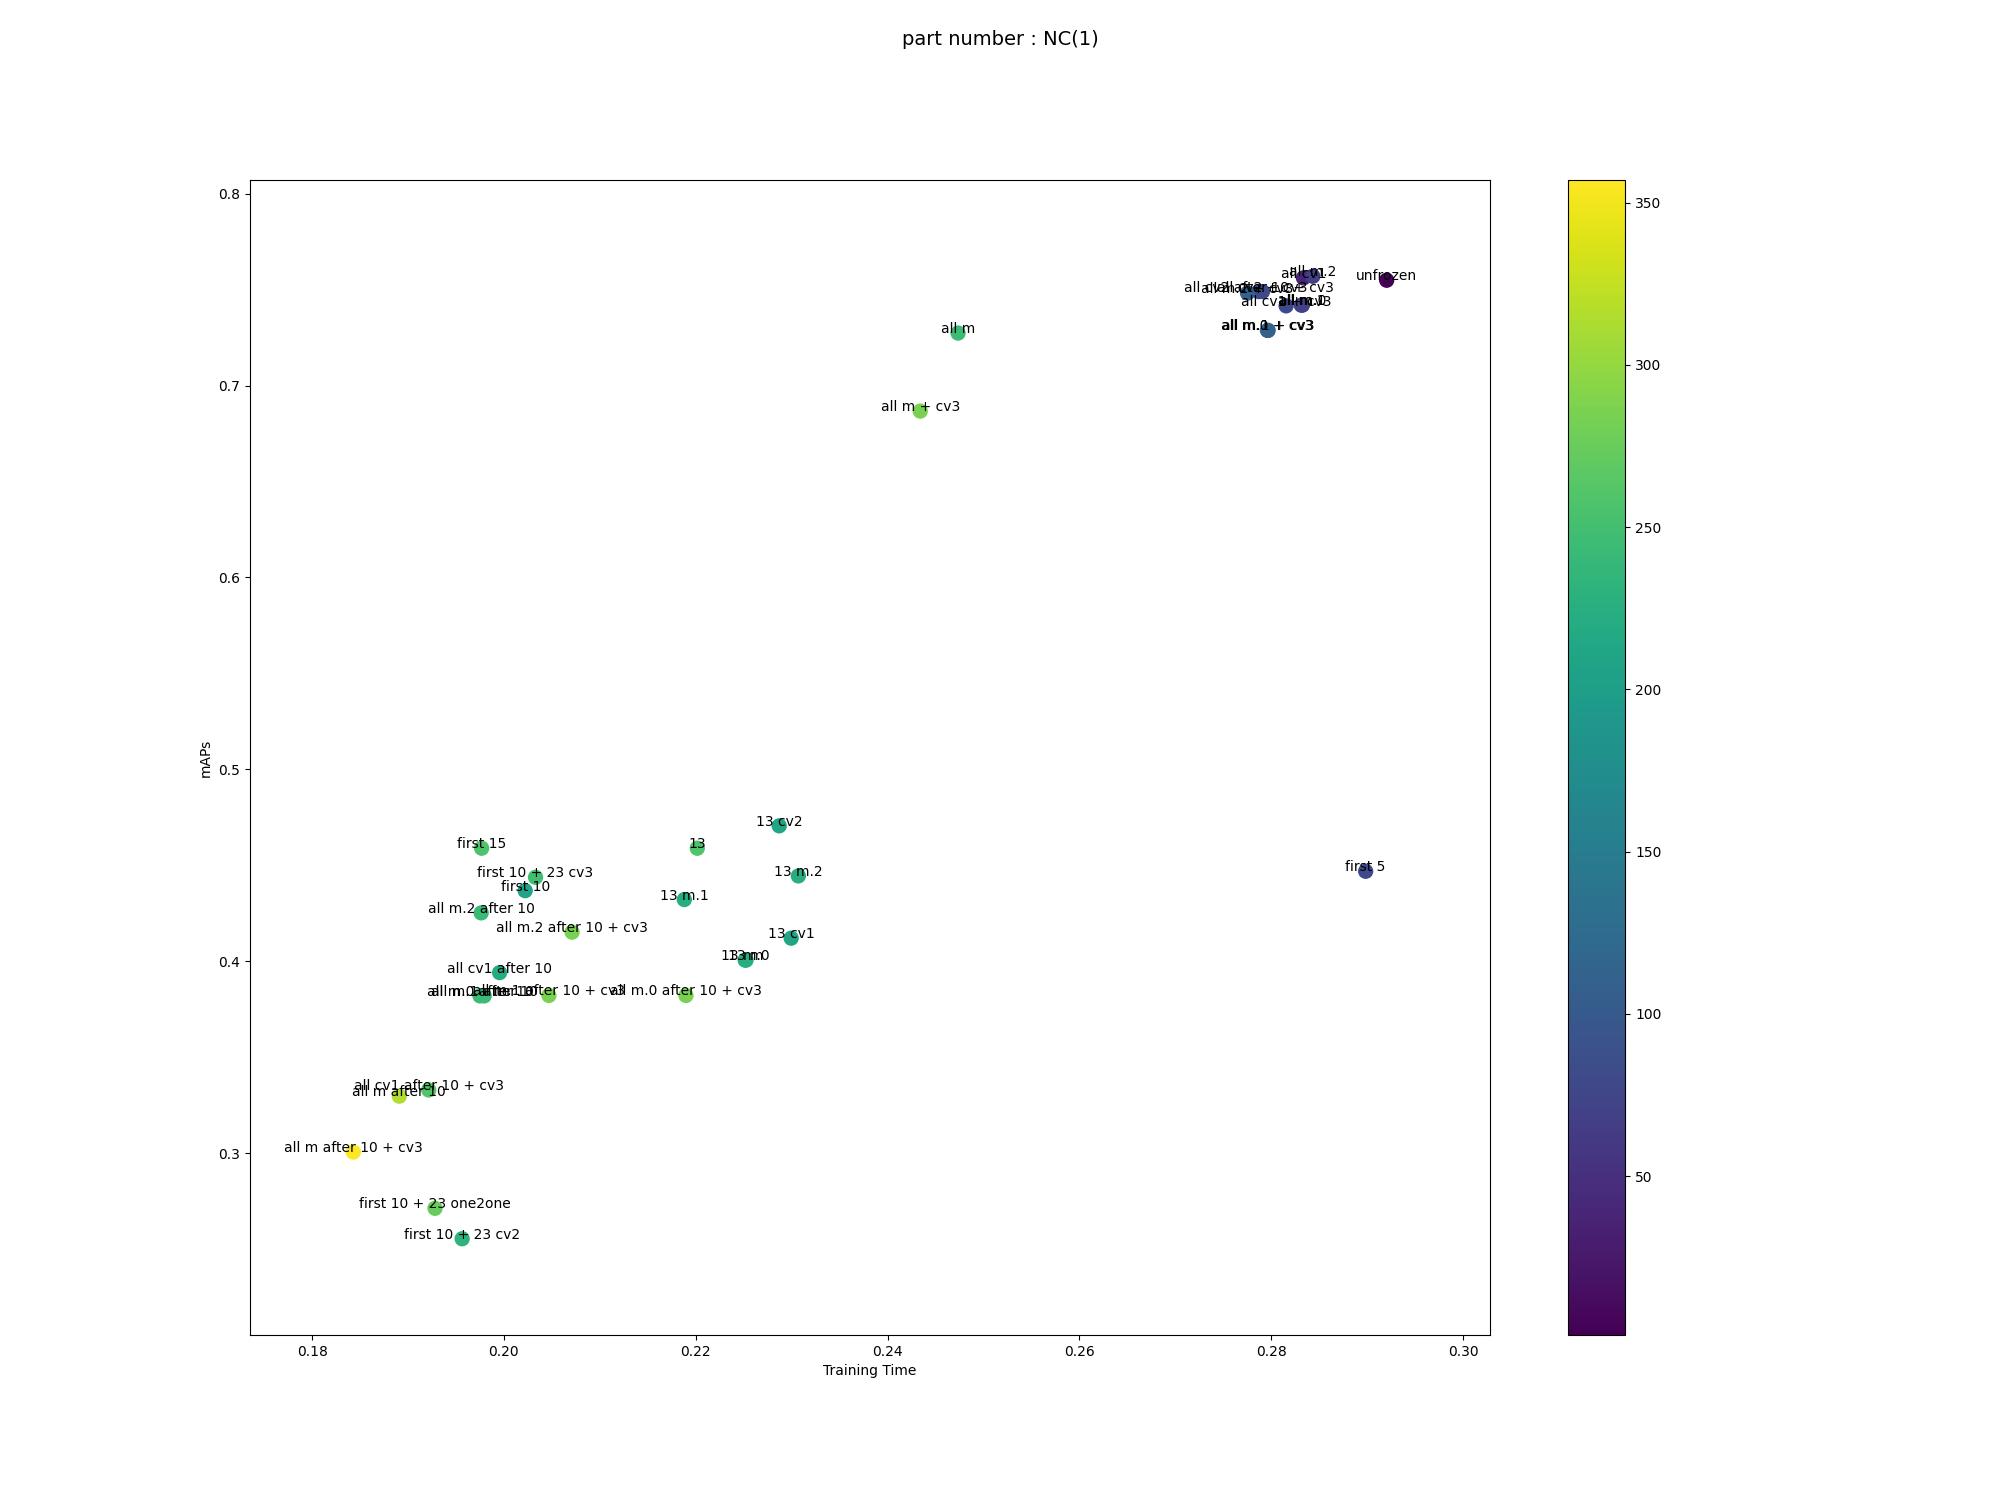 part number : NC(1)
0.8
0.7
0.6
0.5
0.4
0.3
mAPs
0.18
0.20
0.22
0.24
0.26
0.28
0.30
Training Time
350
300
250
200
150
100
50
unfrozen
all m.2
all cv1
all m
all m + cv3
first 5
13 cv2
first 15
13
first 10 + 23 cv3
first 10
13 m.2
13 m.1
all m.2 after 10
all m.2 after 10 + cv3
13 cv1
13 m.0
all cv1 after 10
all m.0 after 10 + cv3
all cv1 after 10 + cv3
all m after 10
all m after 10 + cv3
first 10 + 23 one2one
first 10 + 23 cv2